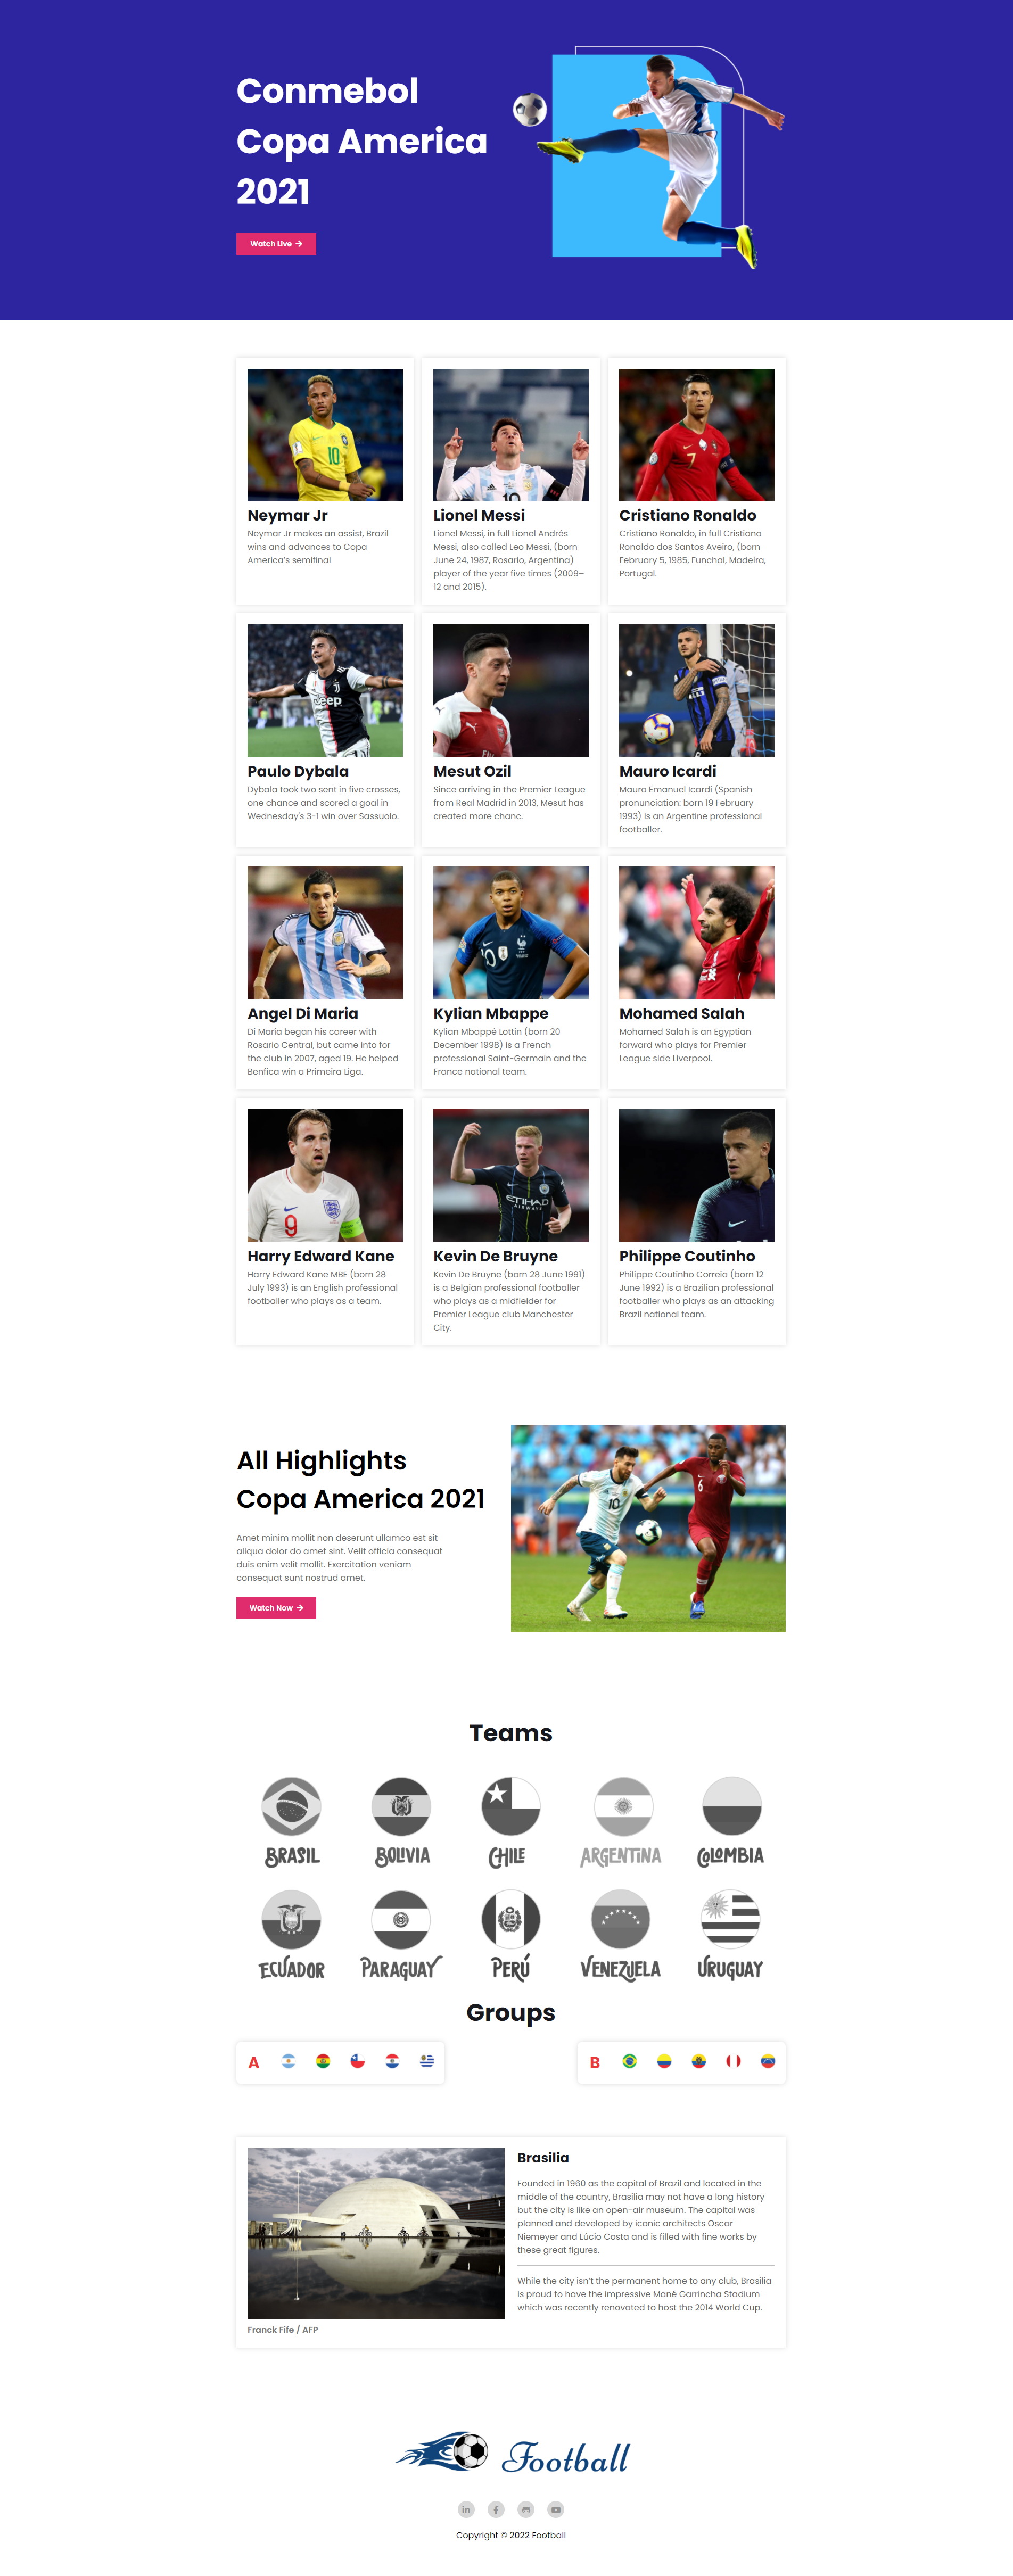 Conmebol
Copa America
2021
Watch Live
Neymar Jr
Neymar Jr makes an assist, Brazil
wins and advances to Copa
America's semifinal
Lionel Messi
Lionel Messi, in full Lionel Andrés
Messi, also called Leo Messi, (born
June 24, 1987, Rosario, Argentina)
player of the year five times (2009–
12 and 2015).
Cristiano Ronaldo
Cristiano Ronaldo, in full Cristiano
Ronaldo dos Santos Aveiro, (born
February 5, 1985, Funchal, Madeira,
Portugal.
Paulo Dybala
Dybala took two sent in five crosses,
one chance and scored a goal in
Wednesday's 3-1 win over Sassuolo.
Mesut Ozil
Since arriving in the Premier League
from Real Madrid in 2013, Mesut has
created more chanc.
Mauro Icardi
Mauro Emanuel Icardi (Spanish
pronunciation: born 19 February
1993) is an Argentine professional
footballer.
Angel Di Maria
Di María began his career with
Rosario Central, but came into for
the club in 2007, aged 19. He helped
Benfica win a Primeira Liga.
Kylian Mbappe
Kylian Mbappé Lottin (born 20
December 1998) is a French
professional Saint-Germain and the
France national team.
Mohamed Salah
Mohamed Salah is an Egyptian
forward who plays for Premier
League side Liverpool.
Harry Edward Kane
Harry Edward Kane MBE (born 28
July 1993) is an English professional
footballer who plays as a team.
Kevin De Bruyne
Kevin De Bruyne (born 28 June 1991)
is a Belgian professional footballer
who plays as a midfielder for
Premier League club Manchester
City.
Philippe Coutinho
Philippe Coutinho Correia (born 12
June 1992) is a Brazilian professional
footballer who plays as an attacking
Brazil national team.
All Highlights
Copa America 2021
Amet minim mollit non deserunt ullamco est sit
aliqua dolor do amet sint. Velit officia consequat
duis enim velit mollit. Exercitation veniam
consequat sunt nostrud amet.
Watch Now
Teams
BRASIL
BOLIVIA
CHILE
ARGENTINA
COLOMBIA
ECUADOR
PARAGUAY
PERÚ
VENEZUELA
URUGUAY
Groups
A
B
Brasilia
Founded in 1960 as the capital of Brazil and located in the
middle of the country, Brasilia may not have a long history
but the city is like an open-air museum. The capital was
planned and developed by iconic architects Oscar
Niemeyer and Lúcio Costa and is filled with fine works by
these great figures.
While the city isn't the permanent home to any club, Brasilia
is proud to have the impressive Mané Garrincha Stadium
which was recently renovated to host the 2014 World Cup.
Franck Fife / AFP
Football
Copyright © 2022 Football